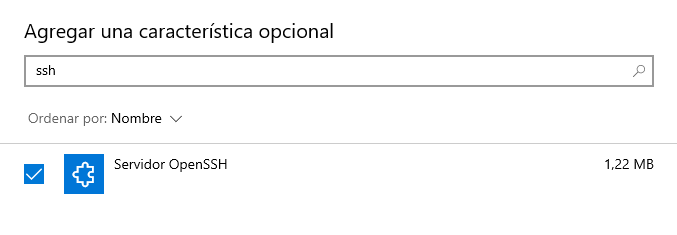 Agregar una característica opcional
ssh
Ordenar por: Nombre
Servidor OpenSSH 1,22 MB